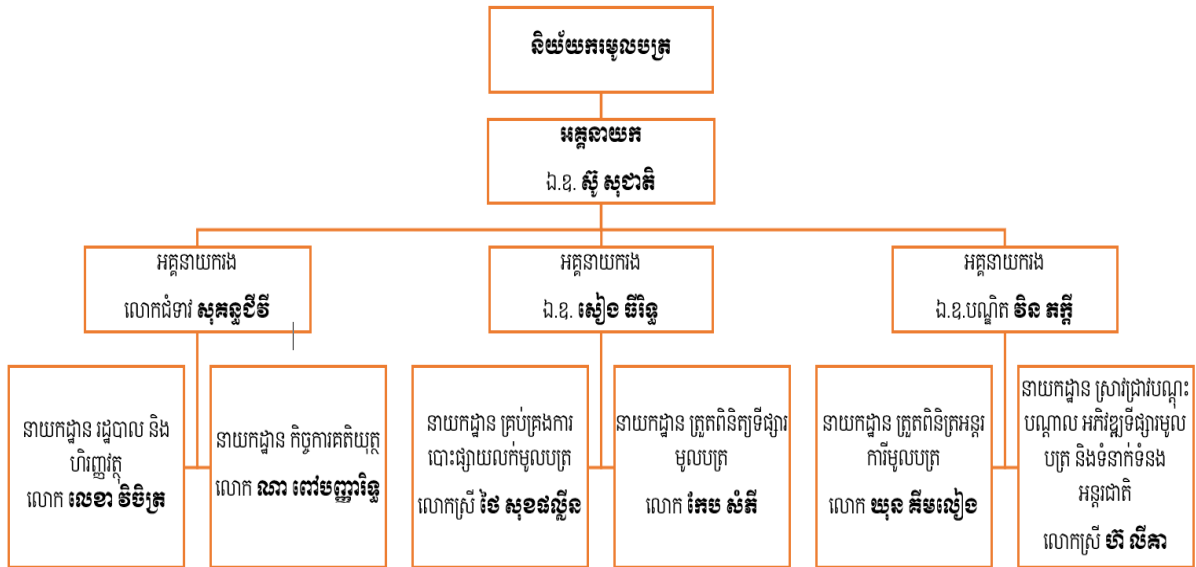 និយ័យករមូលបត្រ
អគ្គនាយក
ឯ.ឧ. ស៊ូ សុជាតិ
អគ្គនាយករង
លោកជំទាវ សុគន្ធជីវី
អគ្គនាយករង
ឯ.ឧ. សៀង ធីរិទ្ធ
អគ្គនាយករង
ឯ.ឧ.បណ្ឌិត វិន ភក្តី
នាយកដ្ឋាន រដ្ឋបាល និង
ហិរញ្ញវត្ថុ
លោក លេខា វិចិត្រ
នាយកដ្ឋាន កិច្ចការគតិយុត្ត
លោក ណា ពៅបញ្ញារិទ្ធ
នាយកដ្ឋាន គ្រប់គ្រងការ
បោះផ្សាយលក់មូលបត្រ
លោកស្រី ថៃ សុខផល្លីន
នាយកដ្ឋាន ត្រួតពិនិត្យទីផ្សារ
មូលបត្រ
លោក កែប សំភី
នាយកដ្ឋាន ត្រួតពិនិត្រអន្តរ
ការីមូលបត្រ
លោក ឃុន គីមលៀង
នាយកដ្ឋាន ស្រាវជ្រាវបណ្តុះ
បណ្តាល អភិវឌ្ឍទីផ្សារមូល
បត្រ និងទំនាក់ទំនង
អន្តរជាតិ
លោកស្រី ហ៊ គីតា